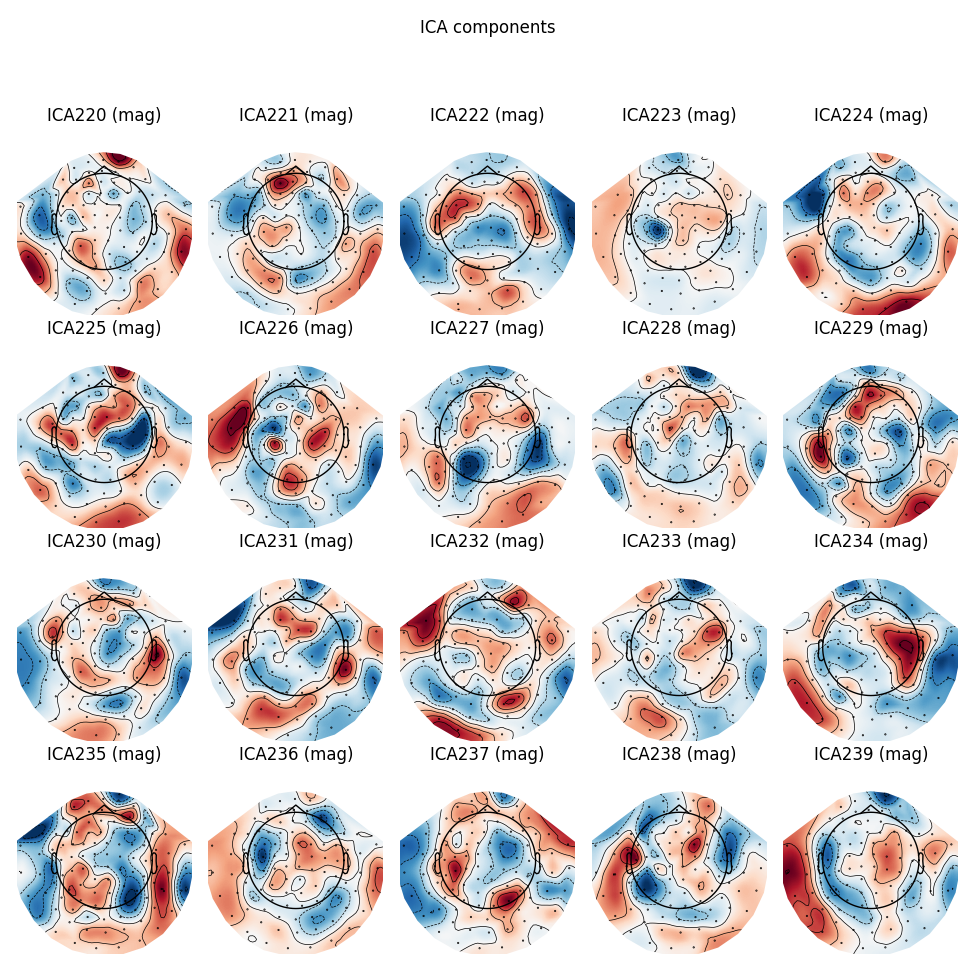 ICA components
ICA220 (mag) ICA221 (mag) ICA222 (mag) ICA223 (mag) ICA224 (mag)
ICA225 (mag) ICA226 (mag) ICA227 (mag) ICA228 (mag) ICA229 (mag)
ICA230 (mag) ICA231 (mag) ICA232 (mag) ICA233 (mag) ICA234 (mag)
ICA235 (mag) ICA236 (mag) ICA237 (mag) ICA238 (mag) ICA239 (mag)